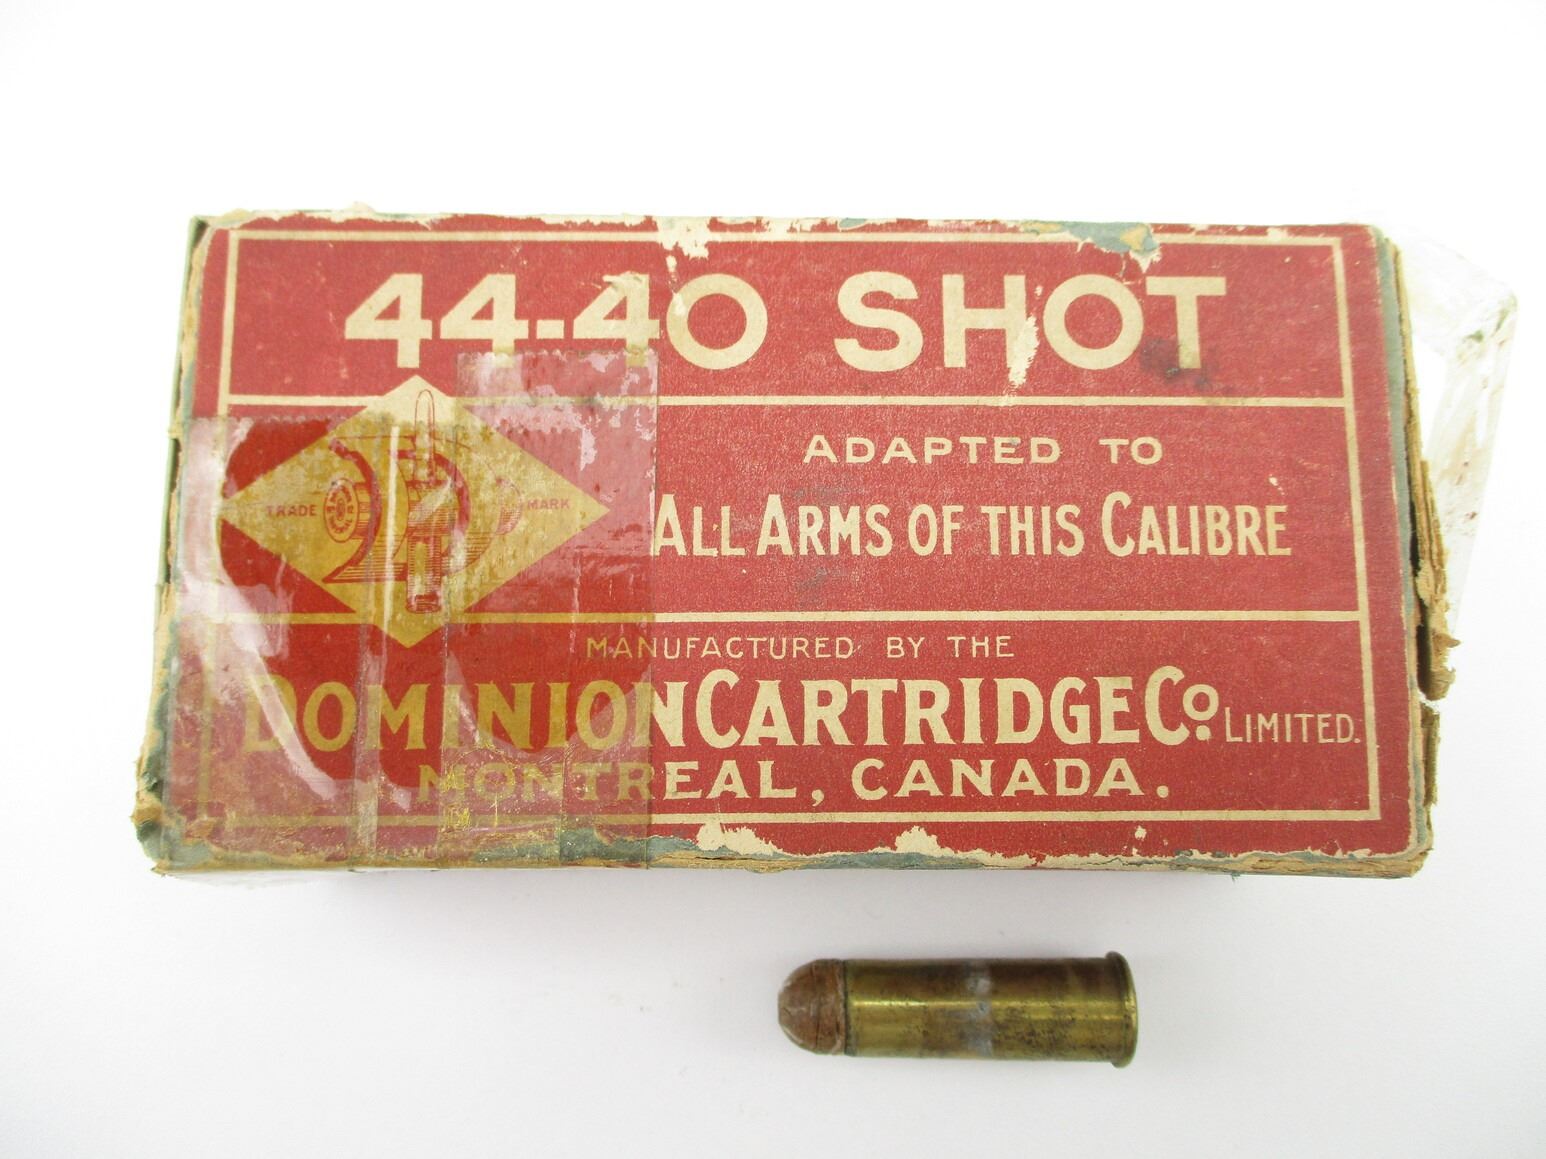 44-40 SHOT
TRADE MARK
ADAPTED TO
ALL ARMS OF THIS CALIBRE
MANUFACTURED BY THE
DOMINION CARTRIDGE Co. LIMITED.
MONTREAL, CANADA.